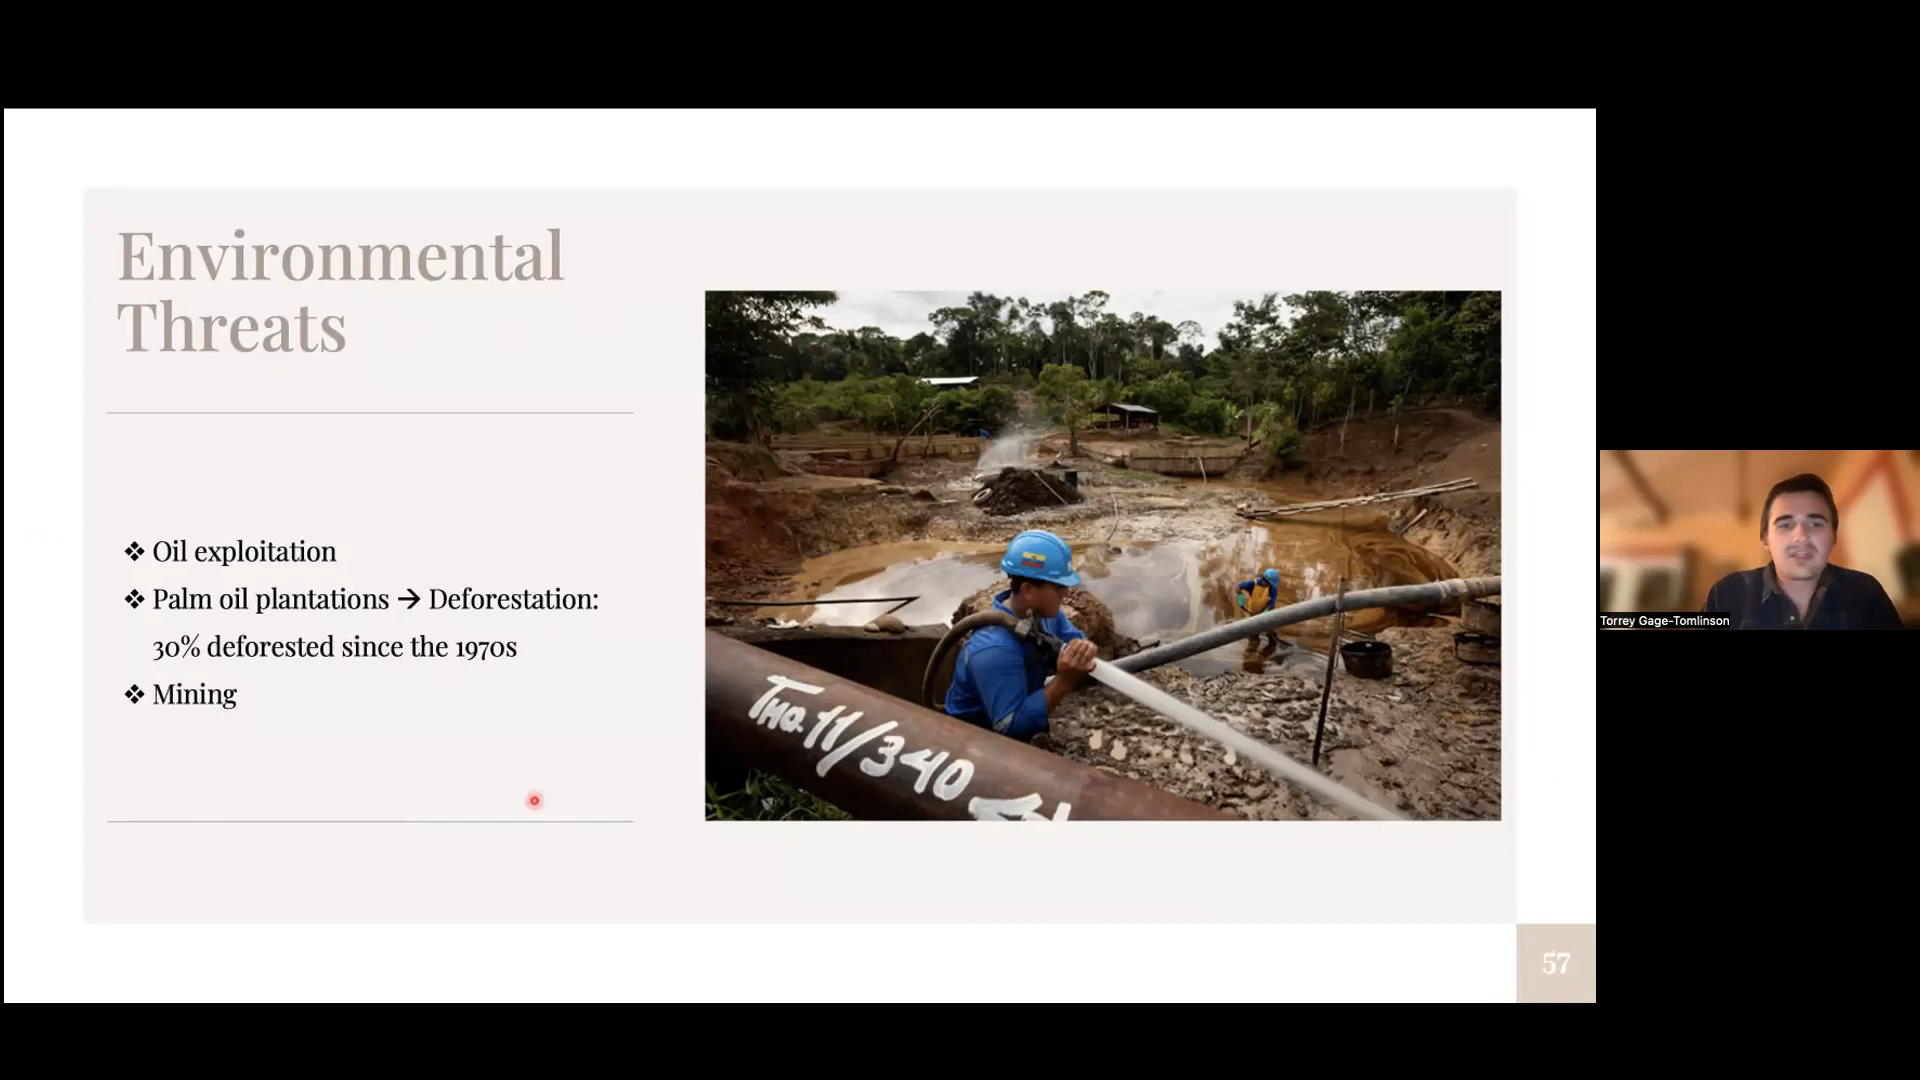 Environmental
Threats
❖ Oil exploitation
❖ Palm oil plantations → Deforestation:
30% deforested since the 1970s
❖ Mining
11/340
57
Torrey Gage-Tomlinson